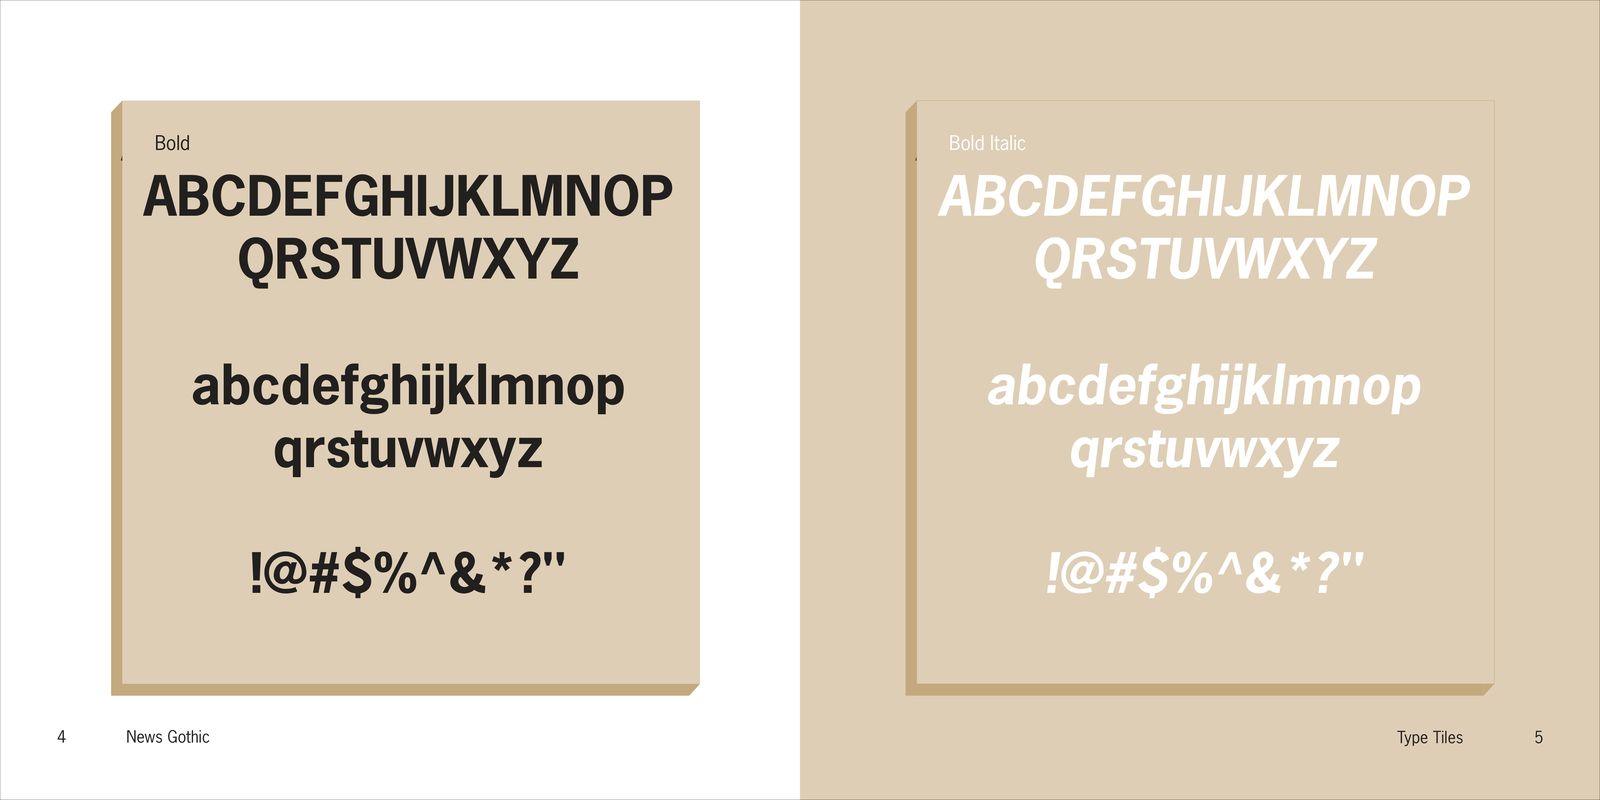 Bold
ABCDEFGHIJKLMNOP
QRSTUVWXYZ
abcdefghijklmnop
qrstuvwxyz
!@#$%^&*?"
4
News Gothic
Bold Italic
ABCDEFGHIJKLMNOP
QRSTUVWXYZ
abcdefghijklmnop
qrstuvwxyz
!@#$%^&*?"
Type Tiles
5